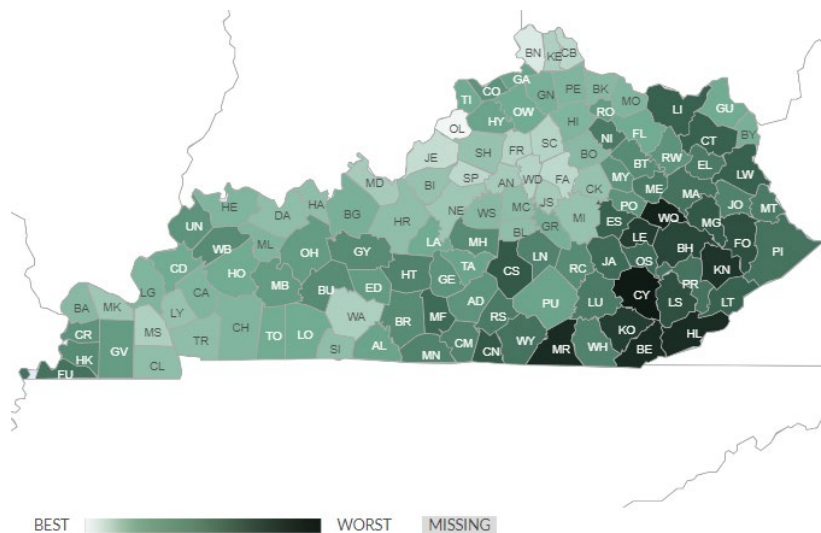 BN KE CB
GA
TI CO GN PE BK MO LI GU
HY OW HI RO
OL NI FL CT BY
JE SH FR SC BO BT RW EL LW
MD SP WD FA MY ME
HE DA HA BI AN CK MA JO MT
UN BG HR NE WS MC JS MI PO WO MG
WB ML OH GY LA MH BL GR ES LE BH FO PI
CD HO HT TA CS LN RC JA OS KN
LG CA MB BU ED GE PR
BA MK LY WA AD PU LU CY LS LT
CR MS TR CH TO LO BR MF RS KO HL
HK GV SI AL MN CM CN WY MR WH BE
FU CL
BEST WORST MISSING